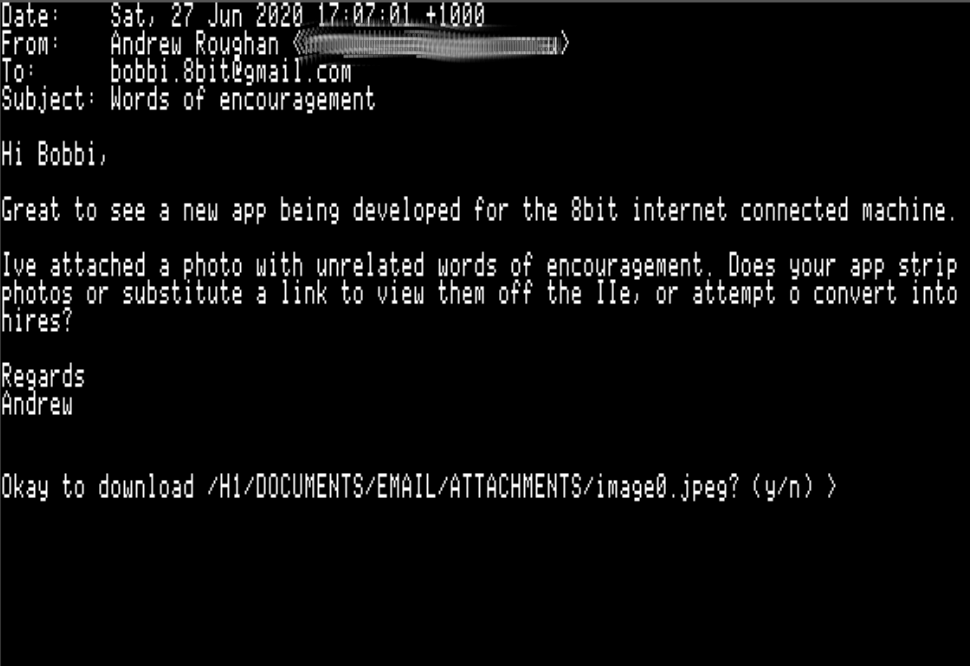 Date:    Sat, 27 Jun 2020 17:07:01 +1000
From:    Andrew Roughan < >
To:      bobbi.8bit@gmail.com
Subject: Words of encouragement
Hi Bobbi,
Great to see a new app being developed for the 8bit internet connected machine.
Ive attached a photo with unrelated words of encouragement. Does your app strip
photos or substitute a link to view them off the IIe, or attempt o convert into
hires?
Regards
Andrew
Okay to download /H1/DOCUMENTS/EMAIL/ATTACHMENTS/image0.jpeg? (y/n) >